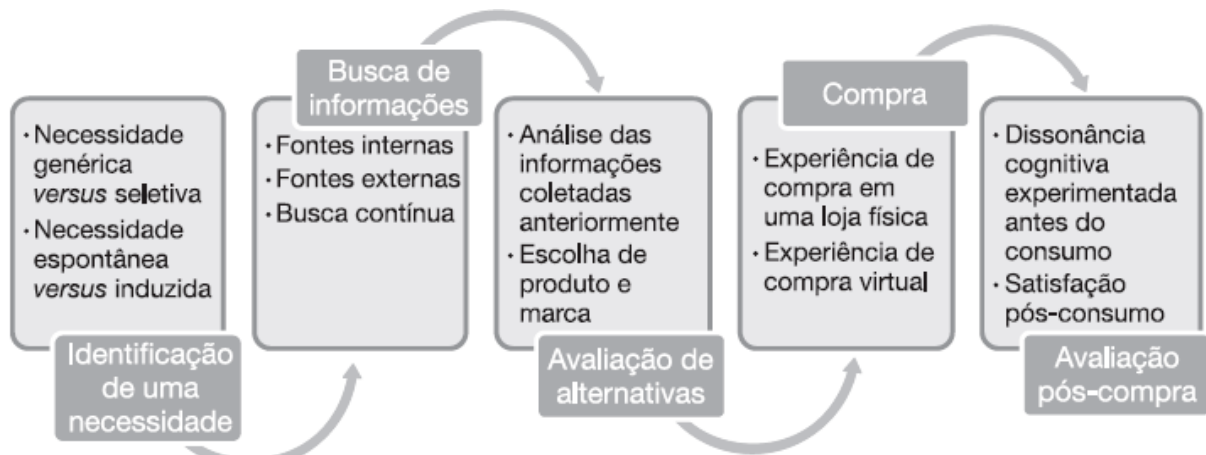 · Necessidade
genérica
versus seletiva
· Necessidade
espontânea
versus induzida
Identificação
de uma
necessidade
Busca de
informações
· Fontes internas
· Fontes externas
· Busca contínua
· Análise das
informações
coletadas
anteriormente
· Escolha de
produto e
marca
Avaliação de
alternativas
Compra
· Experiência de
compra em
uma loja física
· Experiência de
compra virtual
· Dissonância
cognitiva
experimentada
antes do
consumo
· Satisfação
pós-consumo
Avaliação
pós-compra